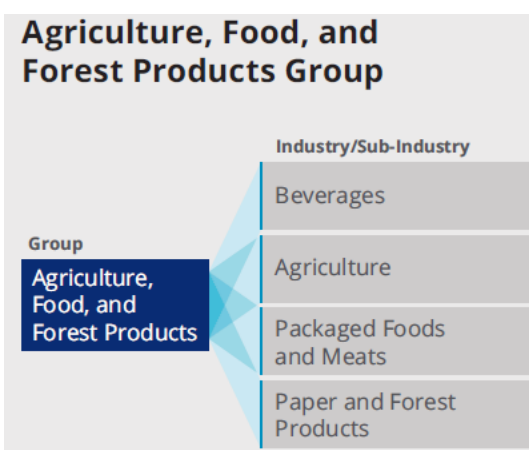 Agriculture, Food, and
Forest Products Group
Industry/Sub-Industry
Beverages
Group
Agriculture,
Food, and
Forest Products
Agriculture
Packaged Foods
and Meats
Paper and Forest
Products